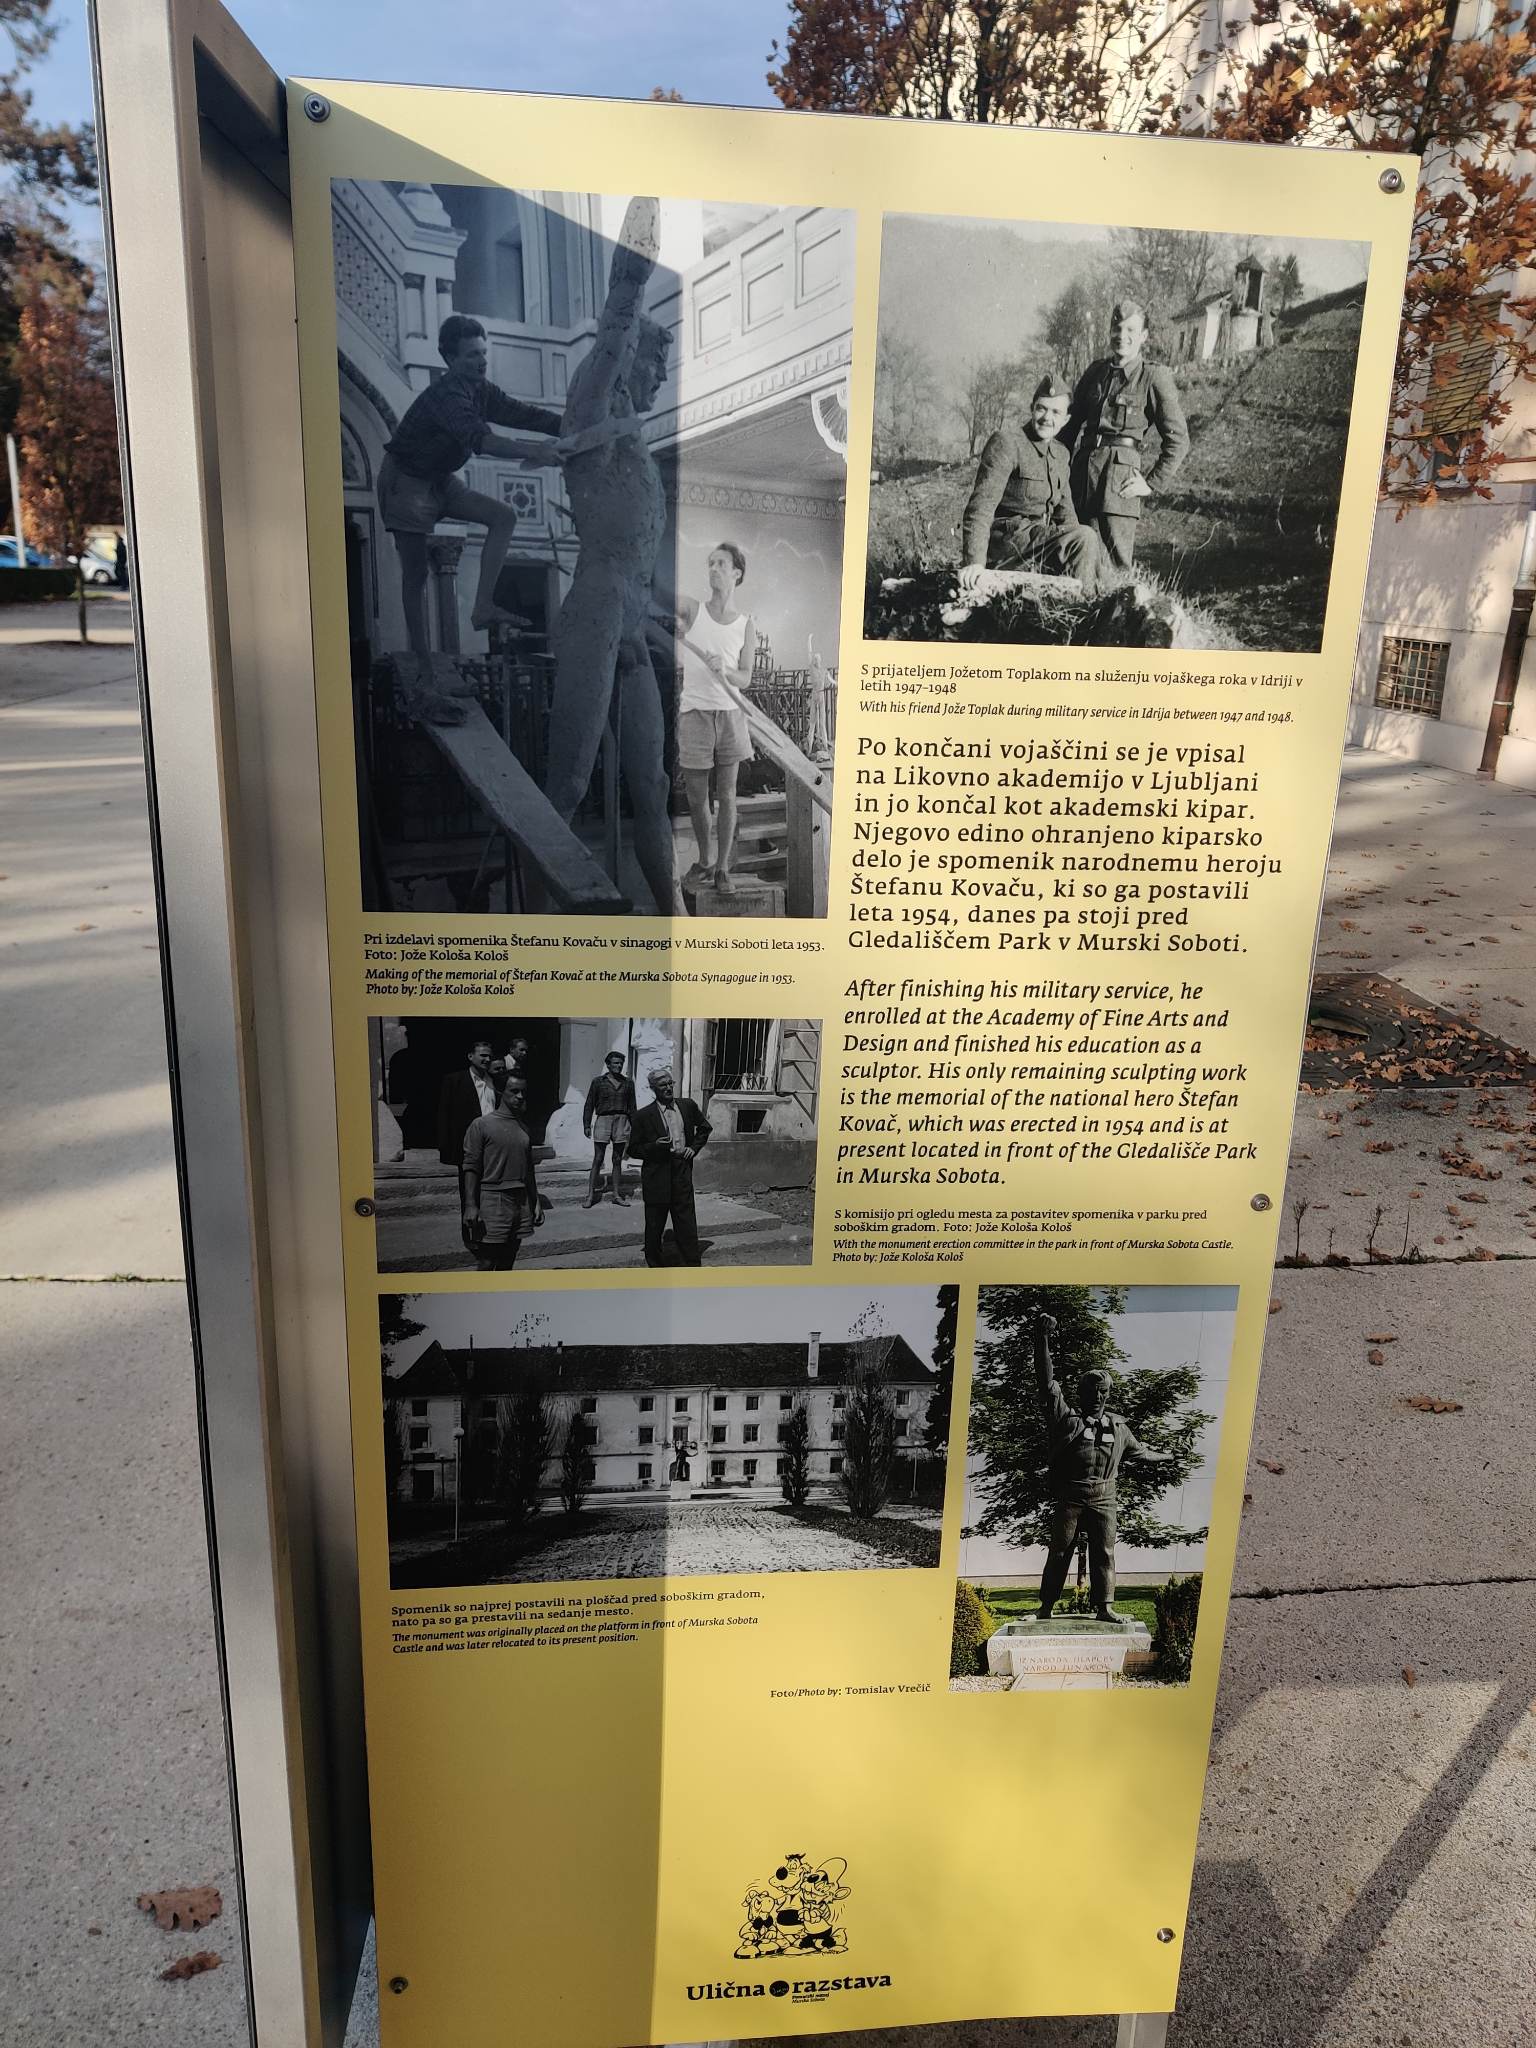 Pri izdelavi spomenika Štefanu Kovaču v sinagogi v Murski Soboti leta 1953.
Foto: Jože Kološa Kološ
Making of the memorial of Štefan Kovač at the Murska Sobota Synagogue in 1953.
Photo by: Jože Kološa Kološ
S prijateljem Jožetom Toplakom na služenju vojaškega roka v Idriji v
letih 1947–1948
With his friend Jože Toplak during military service in Idrija between 1947 and 1948.
Po končani vojaščini se je vpisal
na Likovno akademijo v Ljubljani
in jo končal kot akademski kipar.
Njegovo edino ohranjeno kiparsko
delo je spomenik narodnemu heroju
Štefanu Kovaču, ki so ga postavili
leta 1954, danes pa stoji pred
Gledališčem Park v Murski Soboti.
After finishing his military service, he
enrolled at the Academy of Fine Arts and
Design and finished his education as a
sculptor. His only remaining sculpting work
is the memorial of the national hero Štefan
Kovač, which was erected in 1954 and is at
present located in front of the Gledališče Park
in Murska Sobota.
S komisijo pri ogledu mesta za postavitev spomenika v parku pred
soboškim gradom. Foto: Jože Kološa Kološ
With the monument erection committee in the park in front of Murska Sobota Castle.
Photo by: Jože Kološa Kološ
Spomenik so najprej postavili na ploščad pred soboškim gradom,
nato pa so ga prestavili na sedanje mesto.
The monument was originally placed on the platform in front of Murska Sobota
Castle and was later relocated to its present position.
IZ NARODA HLAPCEV
NAROD JUNAKOV
Foto/Photo by: Tomislav Vrečič
Ulična razstava
Pomurski muzej
Murska Sobota